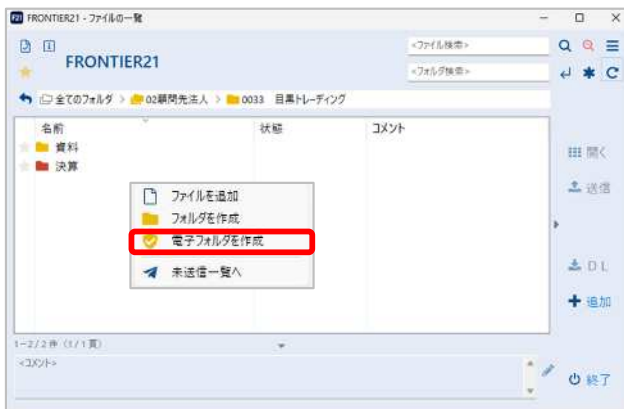 F21 FRONTIER21 - ファイルの一覧
FRONTIER21
<ファイル検索>
<フォルダ検索>
全てのフォルダ > 02顧問先法人 > 0033 目黒トレーディング
名前 状態 コメント
資料
決算
ファイルを追加
フォルダを作成
電子フォルダを作成
未送信一覧へ
開く
送信
DL
追加
1-2/2件 (1/1頁)
<コメント>
終了